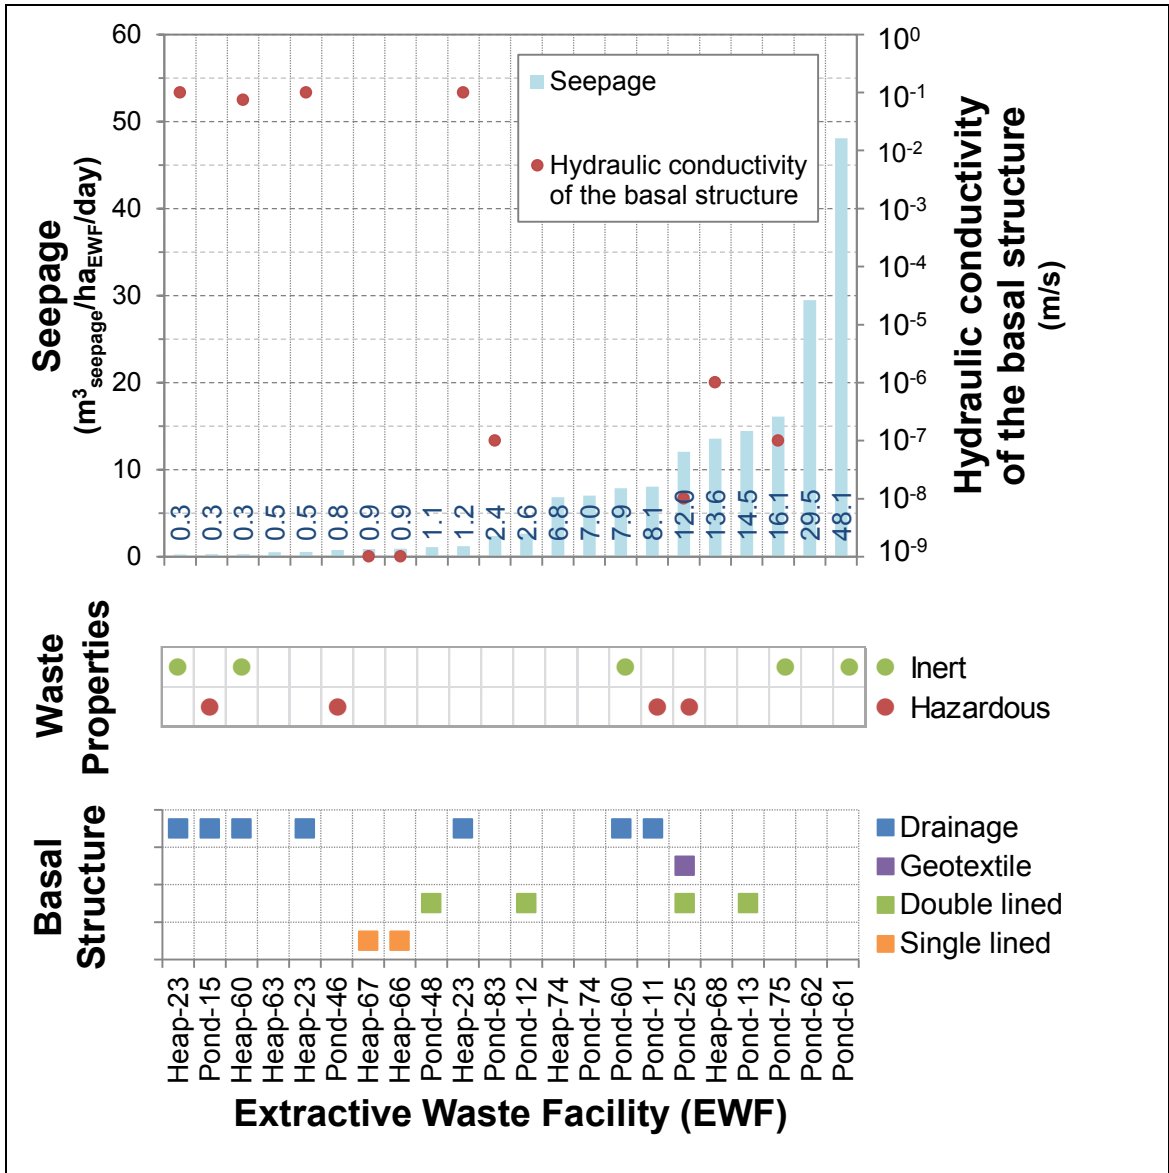 60
50
40
30
20
10
0
Seepage
(m³seepage/haEWF/day)
Seepage
Hydraulic conductivity
of the basal structure
10⁰
10⁻¹
10⁻²
10⁻³
10⁻⁴
10⁻⁵
10⁻⁶
10⁻⁷
10⁻⁸
10⁻⁹
Hydraulic conductivity
of the basal structure
(m/s)
0.3
0.3
0.3
0.5
0.5
0.8
0.9
0.9
1.1
1.2
2.4
2.6
6.8
7.0
7.9
8.1
12.0
13.6
14.5
16.1
29.5
48.1
Waste
Properties
Inert
Hazardous
Basal
Structure
Drainage
Geotextile
Double lined
Single lined
Heap-23
Pond-15
Heap-60
Heap-63
Heap-23
Pond-46
Heap-67
Heap-66
Pond-48
Heap-23
Pond-83
Pond-12
Heap-74
Pond-74
Pond-60
Pond-11
Pond-25
Heap-68
Pond-13
Pond-75
Pond-62
Pond-61
Extractive Waste Facility (EWF)